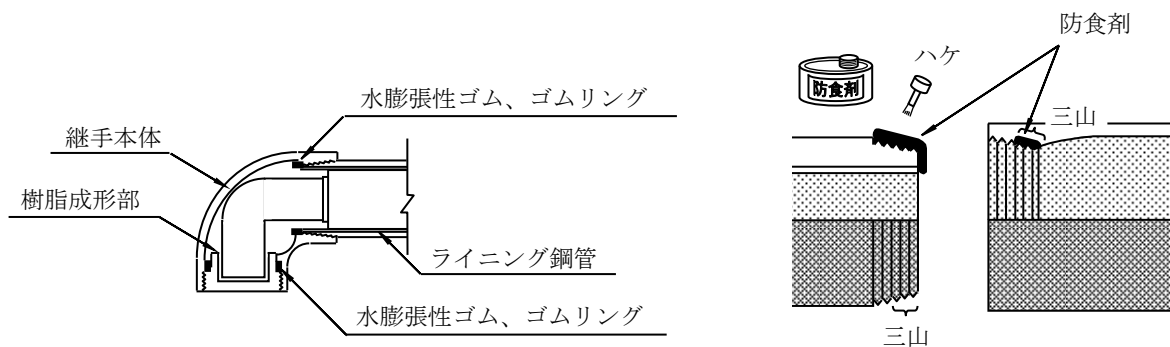 水膨張性ゴム、ゴムリング
継手本体
樹脂成形部
ライニング鋼管
水膨張性ゴム、ゴムリング
防食剤
ハケ
防食剤
三山
三山